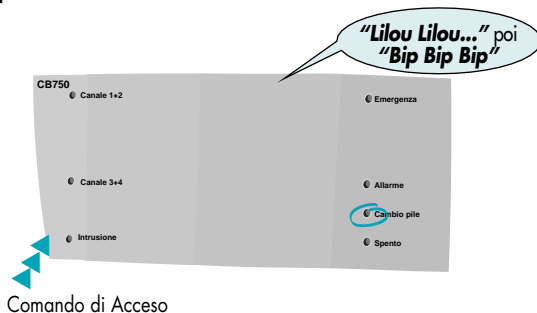 "Lilou Lilou..." poi
"Bip Bip Bip"
CB750
Canale 1+2
Emergenza
Canale 3+4
Allarme
Cambio pile
Intrusione
Spento
Comando di Acceso